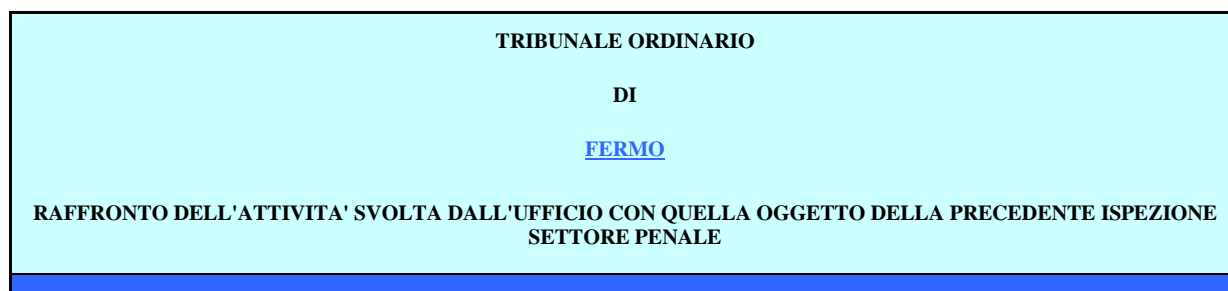 TRIBUNALE ORDINARIO
DI
FERMO
RAFFRONTO DELL'ATTIVITA' SVOLTA DALL'UFFICIO CON QUELLA OGGETTO DELLA PRECEDENTE ISPEZIONE
SETTORE PENALE